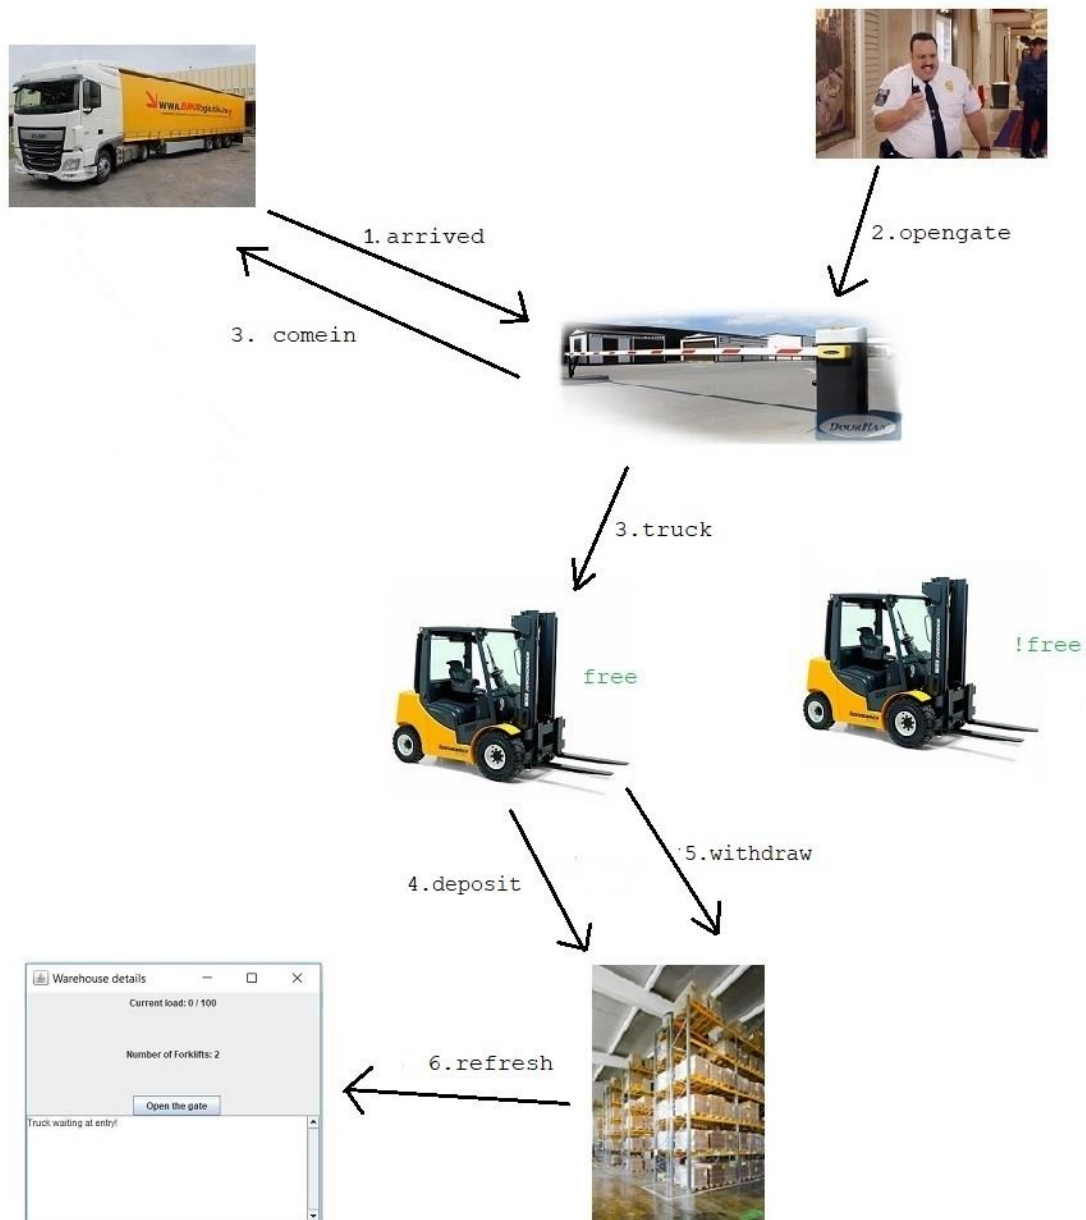 1.arrived
2.opengate
3. comein
DOORHAN
3.truck
free
!free
5.withdraw
4.deposit
Warehouse details
Current load: 0 / 100
Number of Forklifts: 2
6.refresh
Open the gate
Truck waiting at entry!